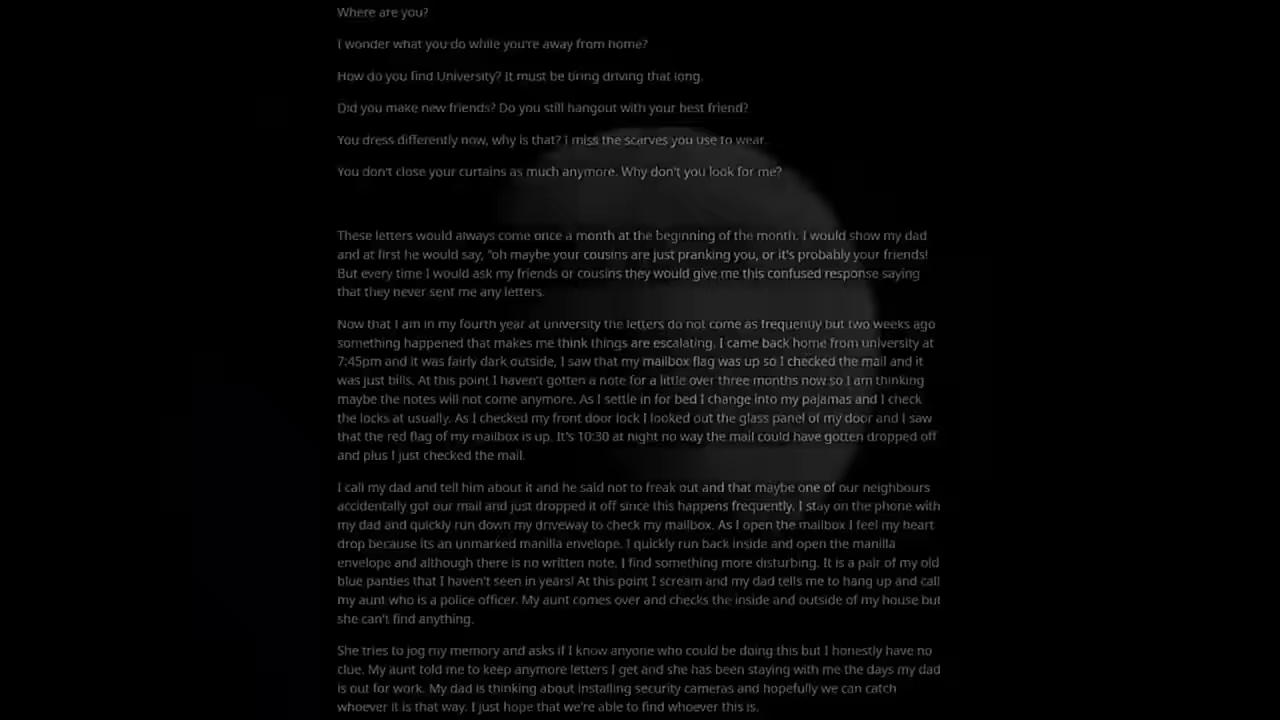 Where are you?
I wonder what you do while you're away from home?
How do you find University? It must be tiring driving that long.
Did you make new friends? Do you still hangout with your best friend?
You dress differently now, why is that? I miss the scarves you use to wear.
You don't close your curtains as much anymore. Why don't you look for me?
These letters would always come once a month at the beginning of the month. I would show my dad
and at first he would say, "oh maybe your cousins are just pranking you, or it's probably your friends!
But every time I would ask my friends or cousins they would give me this confused response saying
that they never sent me any letters.
Now that I am in my fourth year at university the letters do not come as frequently but two weeks ago
something happened that makes me think things are escalating. I came back home from university at
7:45pm and it was fairly dark outside, I saw that my mailbox flag was up so I checked the mail and it
was just bills. At this point I haven't gotten a note for a little over three months now so I am thinking
maybe the notes will not come anymore. As I settle in for bed I change into my pajamas and I check
the locks at usually. As I checked my front door lock I looked out the glass panel of my door and I saw
that the red flag of my mailbox is up. It's 10:30 at night no way the mail could have gotten dropped off
and plus I just checked the mail.
I call my dad and tell him about it and he said not to freak out and that maybe one of our neighbours
accidentally got our mail and just dropped it off since this happens frequently. I stay on the phone with
my dad and quickly run down my driveway to check my mailbox. As I open the mailbox I feel my heart
drop because its an unmarked manilla envelope. I quickly run back inside and open the manilla
envelope and although there is no written note, I find something more disturbing. It is a pair of my old
blue panties that I haven't seen in years! At this point I scream and my dad tells me to hang up and call
my aunt who is a police officer. My aunt comes over and checks the inside and outside of my house but
she can't find anything.
She tries to jog my memory and asks if I know anyone who could be doing this but I honestly have no
clue. My aunt told me to keep anymore letters I get and she has been staying with me the days my dad
is out for work. My dad is thinking about installing security cameras and hopefully we can catch
whoever it is that way. I just hope that we're able to find whoever this is.